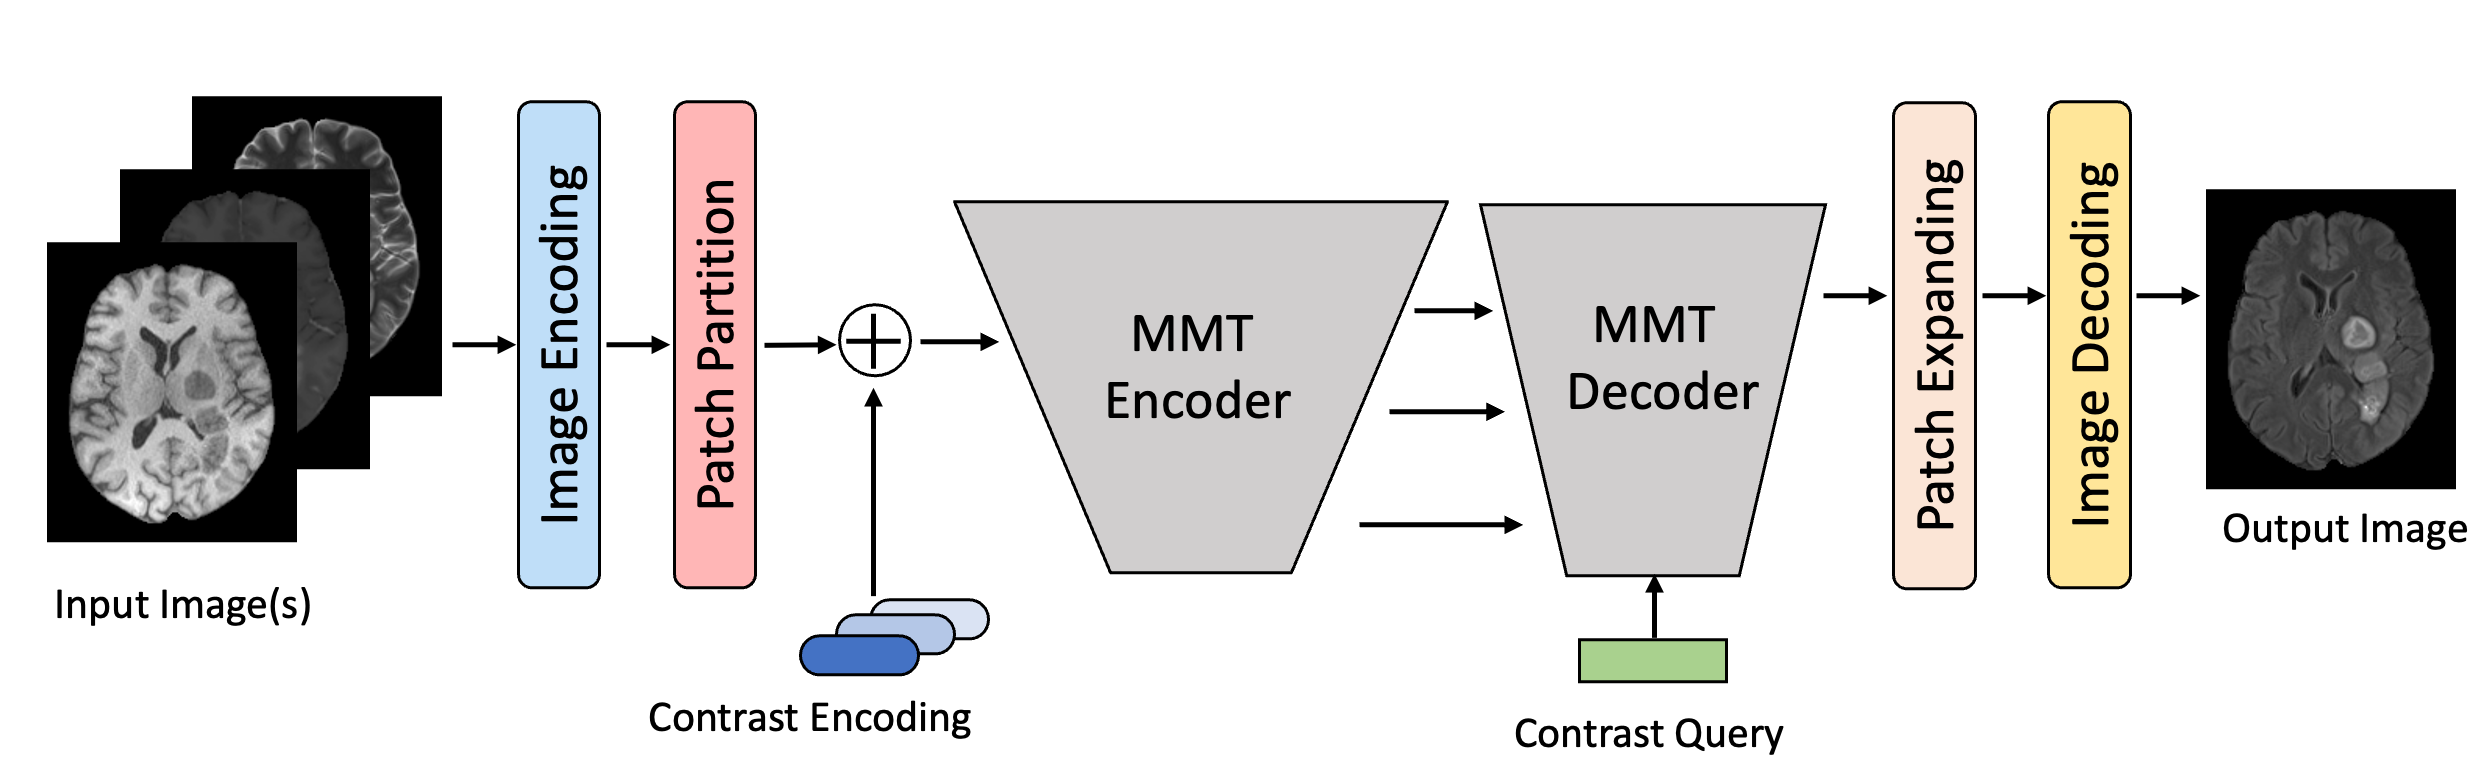 Input Image(s)
Image Encoding
Patch Partition
Contrast Encoding
MMT
Encoder
MMT
Decoder
Contrast Query
Patch Expanding
Image Decoding
Output Image